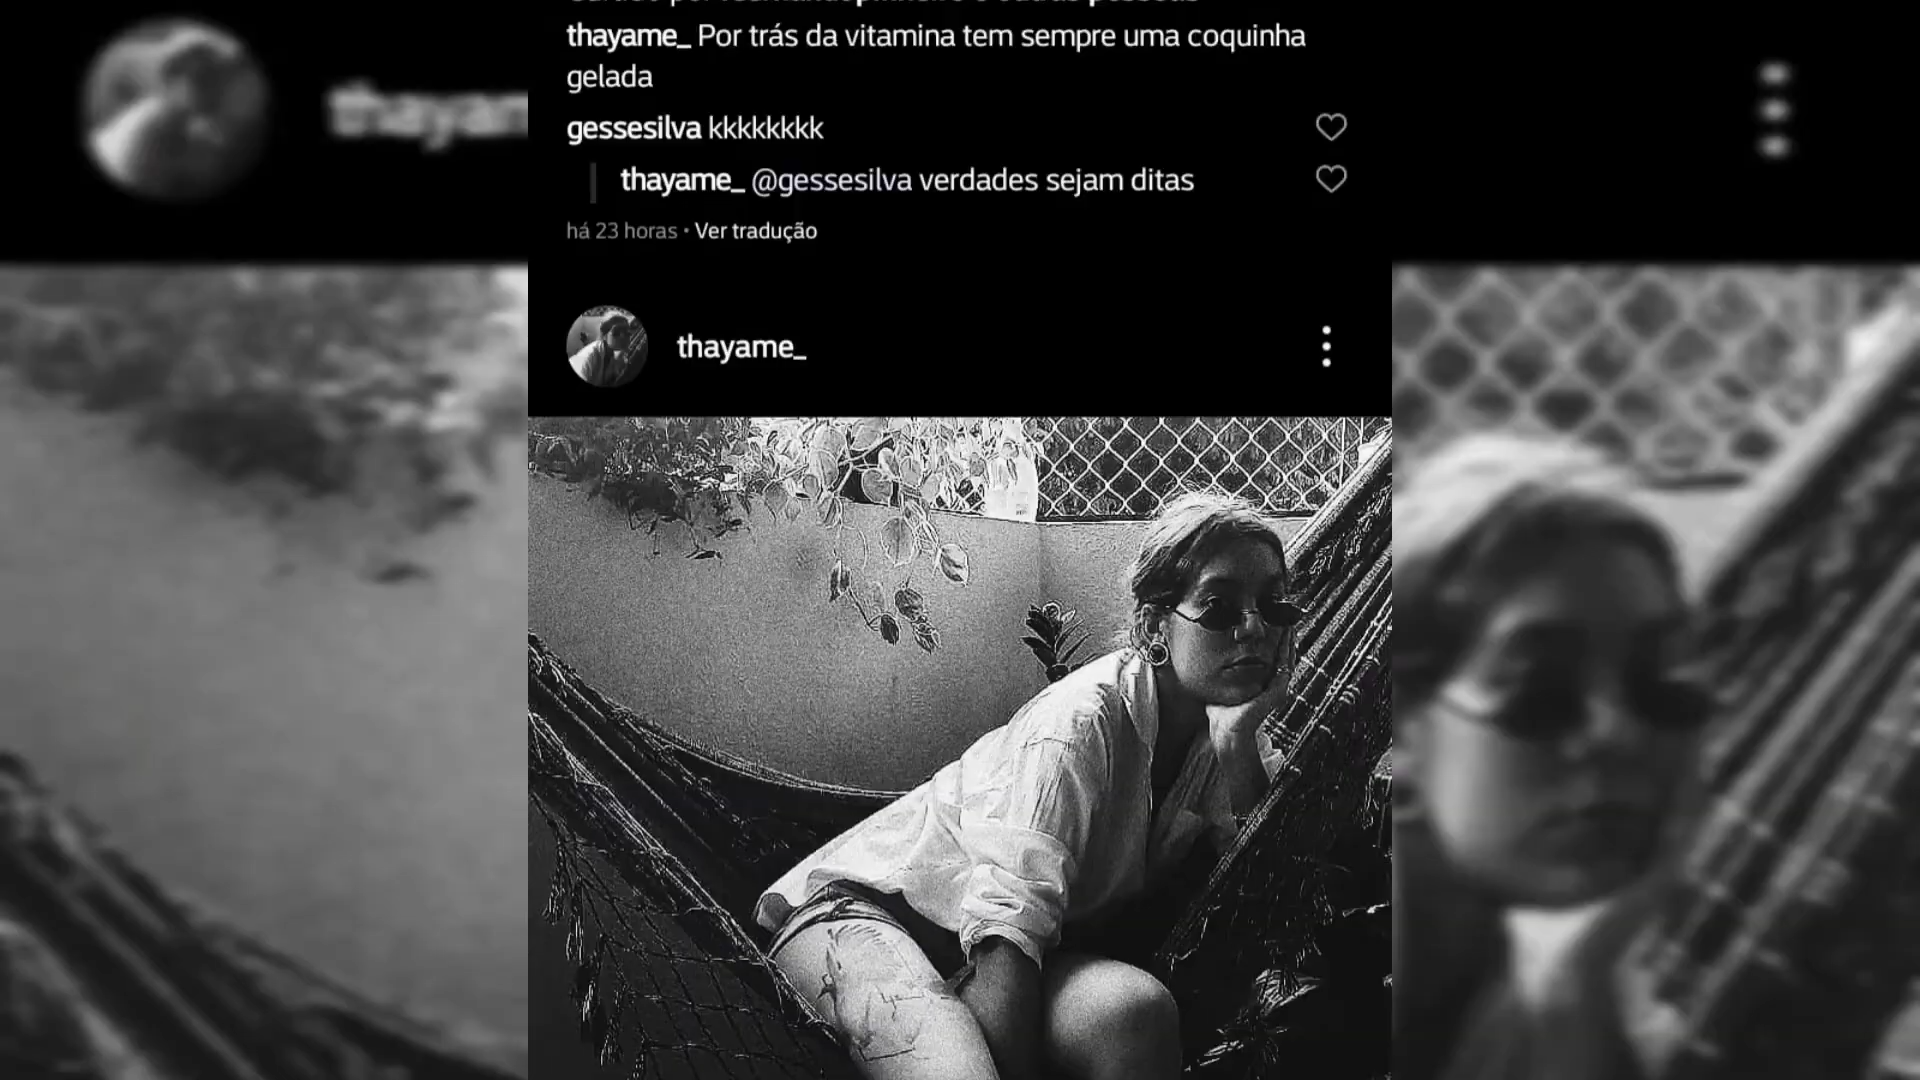 thayame_ Por trás da vitamina tem sempre uma coquinha
gelada
gessesilva kkkkkkkk
thayame_ @gessesilva verdades sejam ditas
há 23 horas • Ver tradução
thayame_